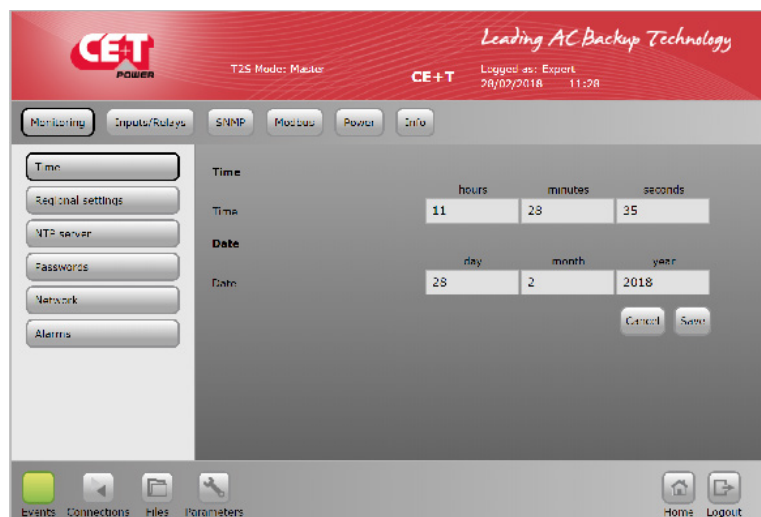 CE+T
POWER
Leading AC Backup Technology
T2S Mode: Master
CE+T
Logged as: Expert
28/02/2018 11:28
Monitoring Inputs/Relays SNMP Modbus Power Info
Time
Regional settings
NTP server
Passwords
Network
Alarms
Time
hours minutes seconds
Time 11 28 35
Date
day month year
Date 28 2 2018
Cancel Save
Events Connections Files Parameters Home Logout